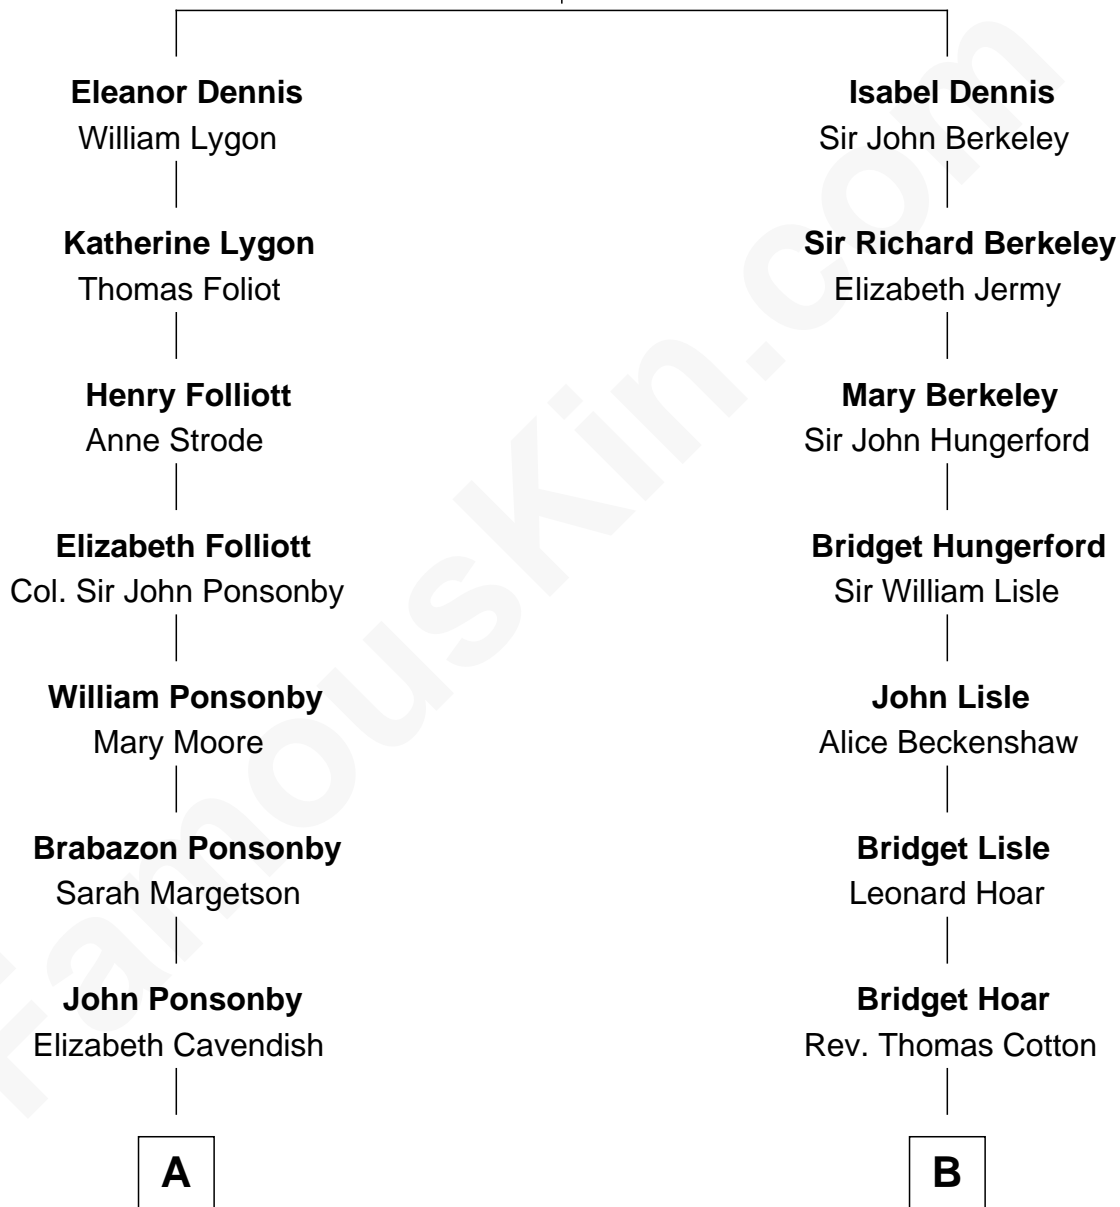 Eleanor Dennis
William Lygon
Katherine Lygon
Thomas Foliot
Henry Folliott
Anne Strode
Elizabeth Folliott
Col. Sir John Ponsonby
William Ponsonby
Mary Moore
Brabazon Ponsonby
Sarah Margetson
John Ponsonby
Elizabeth Cavendish
A
Isabel Dennis
Sir John Berkeley
Sir Richard Berkeley
Elizabeth Jermy
Mary Berkeley
Sir John Hungerford
Bridget Hungerford
Sir William Lisle
John Lisle
Alice Beckenshaw
Bridget Lisle
Leonard Hoar
Bridget Hoar
Rev. Thomas Cotton
B
FamousKin.com